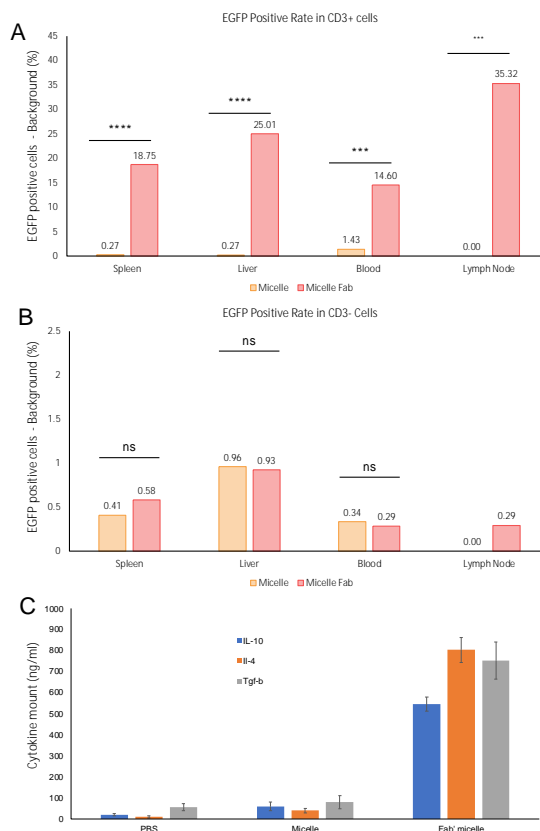 A
EGFP Positive Rate in CD3+ cells
EGFP positive cells - Background (%)
45
40
35
30
25
20
15
10
5
0
****
****
***
***
0.27
18.75
0.27
25.01
1.43
14.60
0.00
35.32
Spleen Liver Blood Lymph Node
Micelle Micelle Fab
B
EGFP Positive Rate in CD3- Cells
EGFP positive cells - Background (%)
2.5
2
1.5
1
0.5
0
ns
ns
ns
0.41
0.58
0.96
0.93
0.34
0.29
0.00
0.29
Spleen Liver Blood Lymph Node
Micelle Micelle Fab
C
Cytokine mount (ng/ml)
1000
900
800
700
600
500
400
300
200
100
0
IL-10
Il-4
Tgf-b
PBS Micelle Fab' micelle